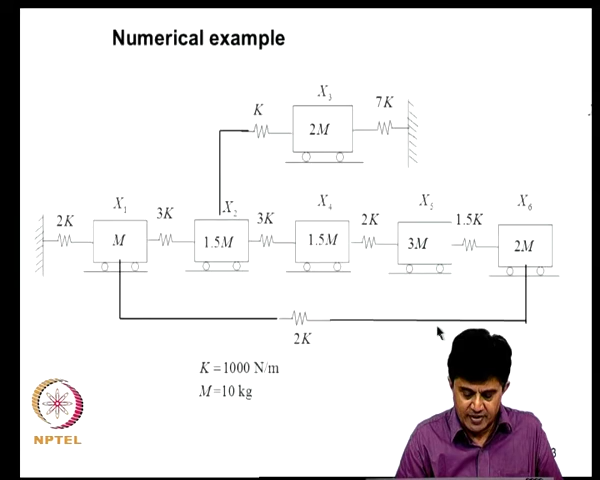 Numerical example
X₃
K
7K
2M
X₁
X₂
X₄
X₅
X₆
2K
3K
3K
2K
1.5K
M
1.5M
1.5M
3M
2M
2K
K =1000 N/m
M=10 kg
NPTEL
3